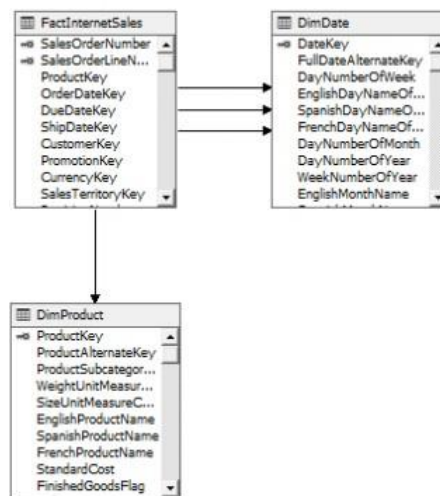 FactInternetSales
SalesOrderNumber
SalesOrderLineN...
ProductKey
OrderDateKey
DueDateKey
ShipDateKey
CustomerKey
PromotionKey
CurrencyKey
SalesTerritoryKey
DimDate
DateKey
FullDateAlternateKey
DayNumberOfWeek
EnglishDayNameOf...
SpanishDayNameO...
FrenchDayNameOf...
DayNumberOfMonth
DayNumberOfYear
WeekNumberOfYear
EnglishMonthName
DimProduct
ProductKey
ProductAlternateKey
ProductSubcategor...
WeightUnitMeasur...
SizeUnitMeasureC...
EnglishProductName
SpanishProductName
FrenchProductName
StandardCost
FinishedGoodsFlag